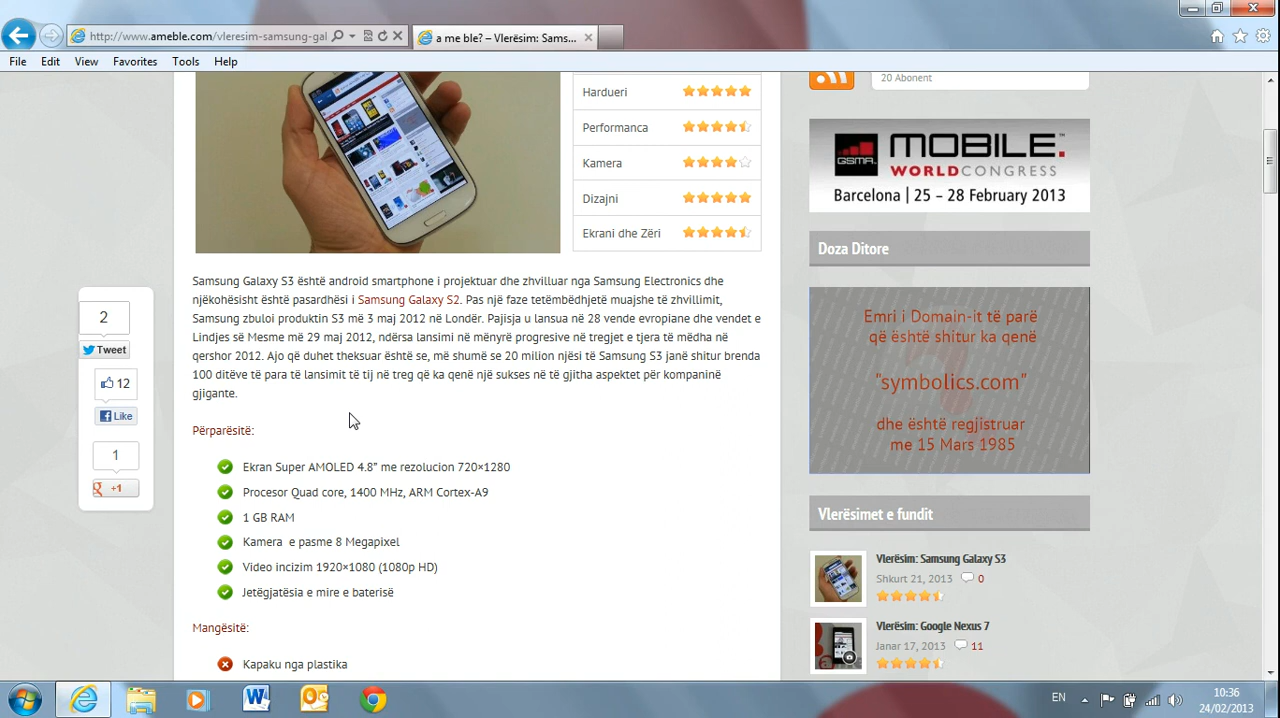 http://www.ameble.com/vleresim-samsung-gal
a me ble? – Vlerësim: Sams...
File Edit View Favorites Tools Help
Hardueri
Performanca
Kamera
Dizajni
Ekrani dhe Zëri
Samsung Galaxy S3 është android smartphone i projektuar dhe zhvilluar nga Samsung Electronics dhe
njëkohësisht është pasardhësi i Samsung Galaxy S2. Pas një faze tetëmbëdhjetë muajshe të zhvillimit,
Samsung zbuloi produktin S3 më 3 maj 2012 në Londër. Pajisja u lansua në 28 vende evropiane dhe vendet e
Lindjes së Mesme më 29 maj 2012, ndërsa lansimi në mënyrë progresive në tregjet e tjera të mëdha në
qershor 2012. Ajo që duhet theksuar është se, më shumë se 20 milion njësi të Samsung S3 janë shitur brenda
100 ditëve të para të lansimit të tij në treg që ka qenë një sukses në të gjitha aspektet për kompaninë
gjigante.
Përparësitë:
Ekran Super AMOLED 4.8” me rezolucion 720×1280
Procesor Quad core, 1400 MHz, ARM Cortex-A9
1 GB RAM
Kamera e pasme 8 Megapixel
Video incizim 1920×1080 (1080p HD)
Jetëgjatësia e mire e baterisë
Mangësitë:
Kapaku nga plastika
2
Tweet
12
Like
1
+1
20 Abonent
GSMA
MOBILE
WORLDCONGRESS
Barcelona | 25 – 28 February 2013
Doza Ditore
Emri i Domain-it të parë
që është shitur ka qenë
"symbolics.com"
dhe është regjistruar
me 15 Mars 1985
Vlerësimet e fundit
Vlerësim: Samsung Galaxy S3
Shkurt 21, 2013 0
Vlerësim: Google Nexus 7
Janar 17, 2013 11
EN
10:36
24/02/2013